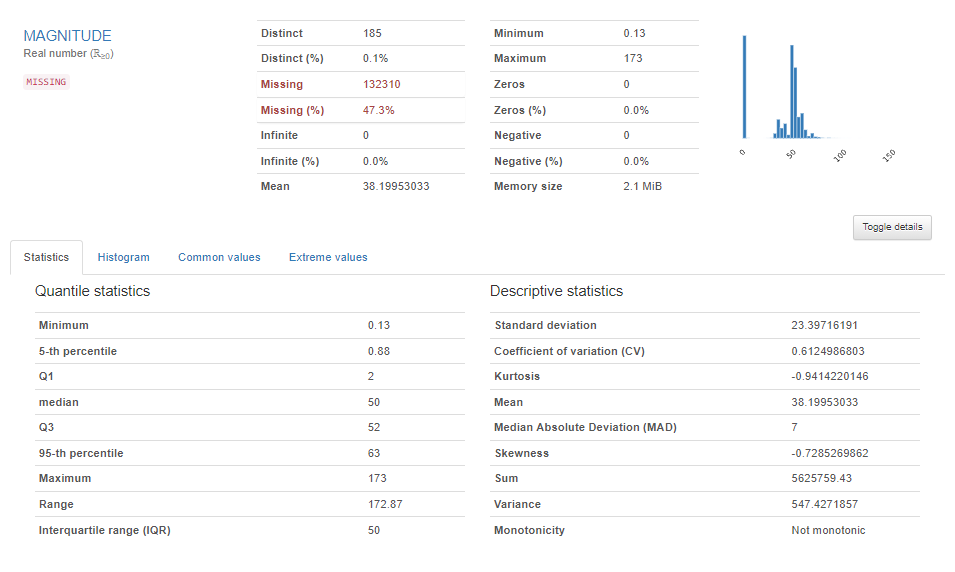 MAGNITUDE
Real number (ℝ≥0)
MISSING
Distinct 185
Distinct (%) 0.1%
Missing 132310
Missing (%) 47.3%
Infinite 0
Infinite (%) 0.0%
Mean 38.19953033
Minimum 0.13
Maximum 173
Zeros 0
Zeros (%) 0.0%
Negative 0
Negative (%) 0.0%
Memory size 2.1 MiB
0 50 100 150
Toggle details
Statistics Histogram Common values Extreme values
Quantile statistics
Minimum 0.13
5-th percentile 0.88
Q1 2
median 50
Q3 52
95-th percentile 63
Maximum 173
Range 172.87
Interquartile range (IQR) 50
Descriptive statistics
Standard deviation 23.39716191
Coefficient of variation (CV) 0.6124986803
Kurtosis -0.9414220146
Mean 38.19953033
Median Absolute Deviation (MAD) 7
Skewness -0.7285269862
Sum 5625759.43
Variance 547.4271857
Monotonicity Not monotonic